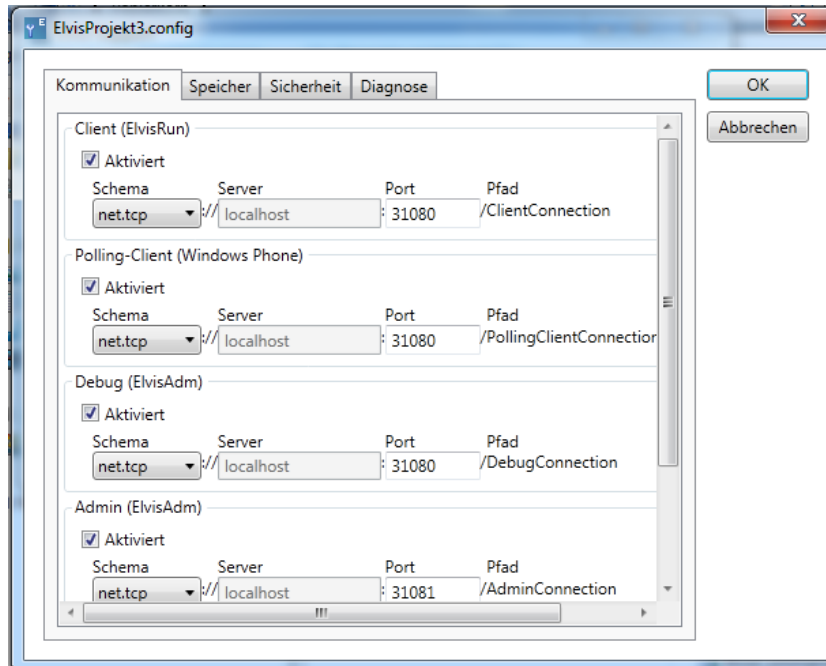 ElvisProjekt3.config
Kommunikation Speicher Sicherheit Diagnose
OK
Abbrechen
Client (ElvisRun)
Aktiviert
Schema Server Port Pfad
net.tcp :// localhost : 31080 /ClientConnection
Polling-Client (Windows Phone)
Aktiviert
Schema Server Port Pfad
net.tcp :// localhost : 31080 /PollingClientConnection
Debug (ElvisAdm)
Aktiviert
Schema Server Port Pfad
net.tcp :// localhost : 31080 /DebugConnection
Admin (ElvisAdm)
Aktiviert
Schema Server Port Pfad
net.tcp :// localhost : 31081 /AdminConnection